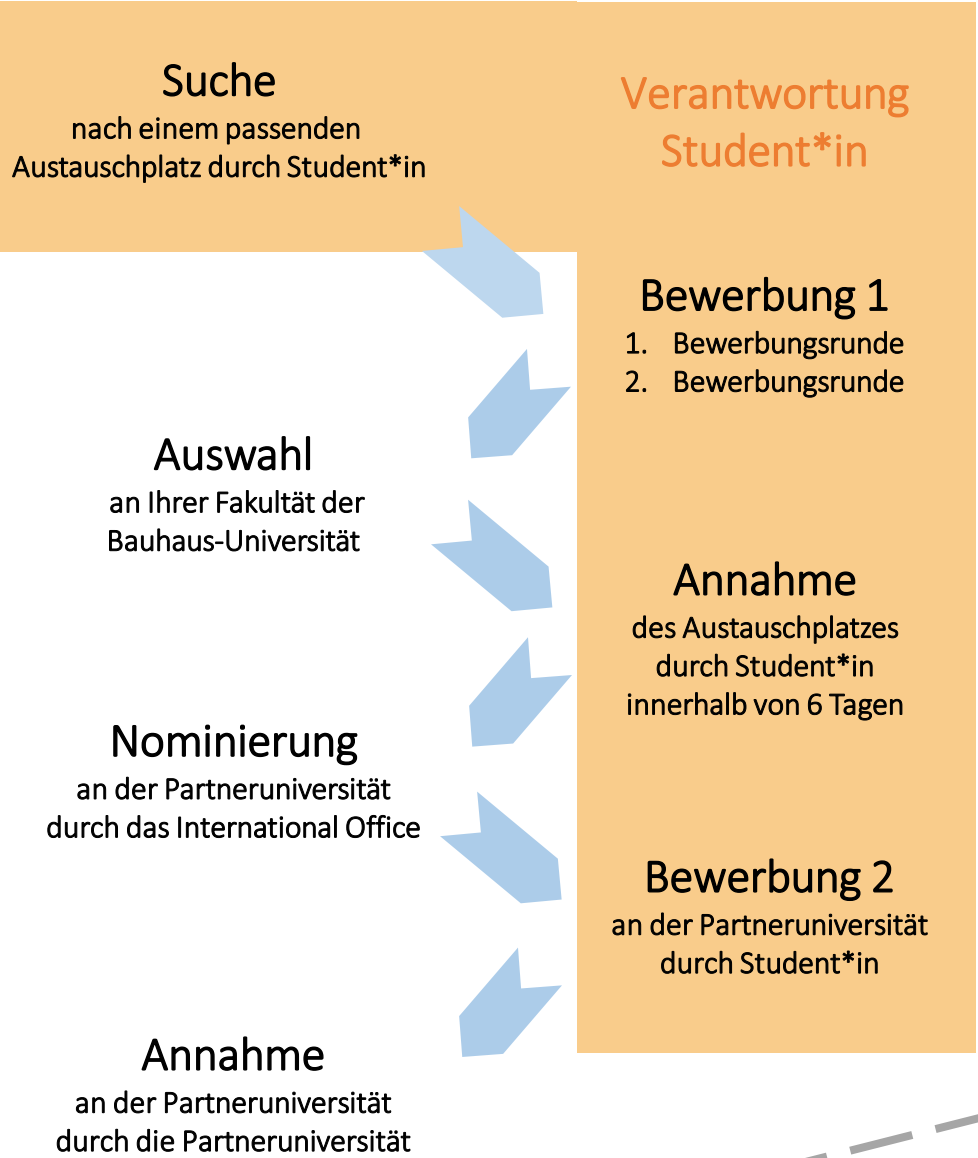 Suche
nach einem passenden
Austauschplatz durch Student*in
Verantwortung
Student*in
Bewerbung 1
1. Bewerbungsrunde
2. Bewerbungsrunde
Auswahl
an Ihrer Fakultät der
Bauhaus-Universität
Annahme
des Austauschplatzes
durch Student*in
innerhalb von 6 Tagen
Nominierung
an der Partneruniversität
durch das International Office
Bewerbung 2
an der Partneruniversität
durch Student*in
Annahme
an der Partneruniversität
durch die Partneruniversität